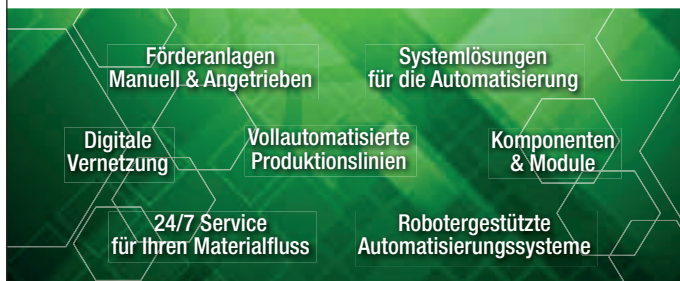 Förderanlagen
Manuell & Angetrieben
Systemlösungen
für die Automatisierung
Digitale
Vernetzung
Vollautomatisierte
Produktionslinien
Komponenten
& Module
24/7 Service
für Ihren Materialfluss
Robotergestützte
Automatisierungssysteme